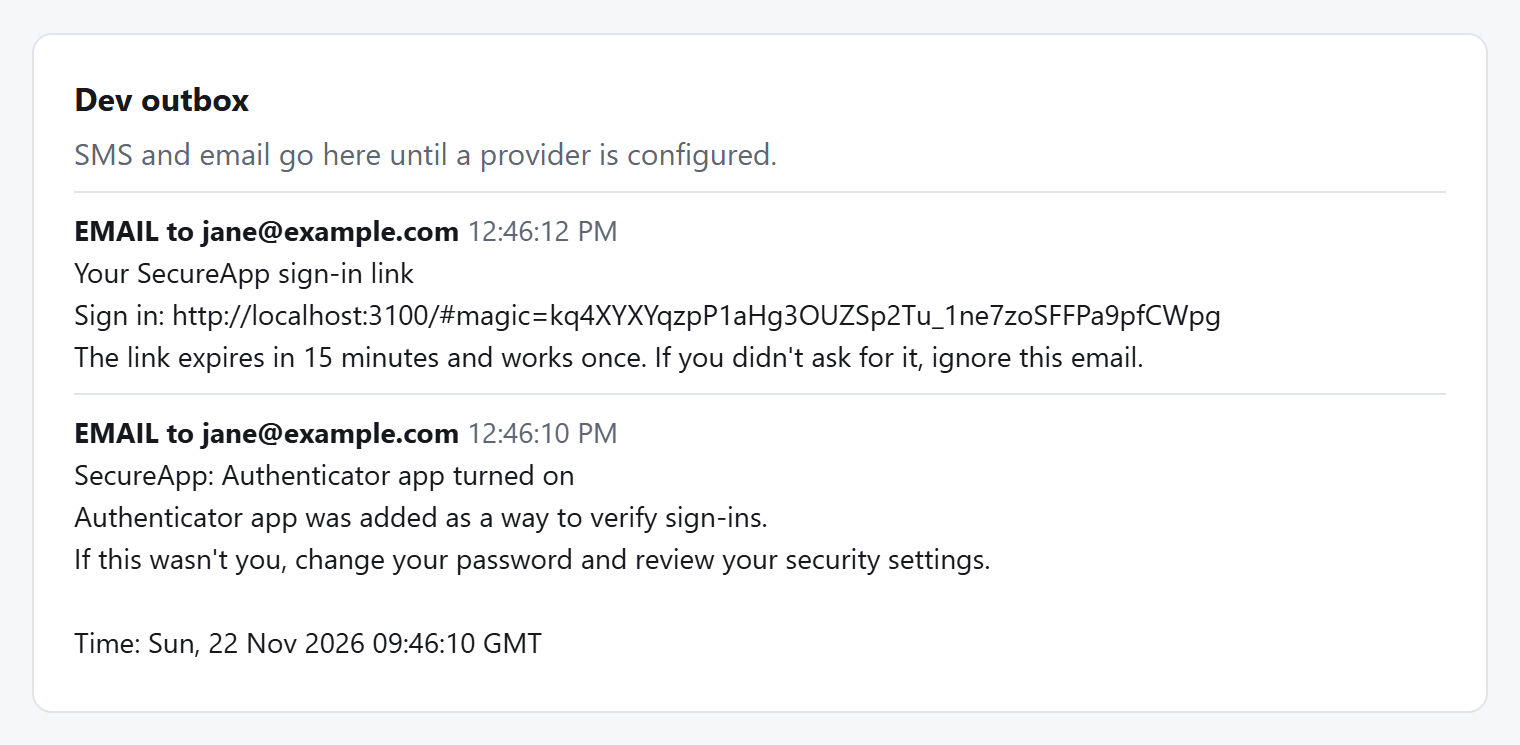 Dev outbox
SMS and email go here until a provider is configured.
EMAIL to jane@example.com 12:46:12 PM
Your SecureApp sign-in link
Sign in: http://localhost:3100/#magic=kq4XYXYqzpP1aHg3OUZSp2Tu_1ne7zoSFFPa9pfCWpg
The link expires in 15 minutes and works once. If you didn't ask for it, ignore this email.
EMAIL to jane@example.com 12:46:10 PM
SecureApp: Authenticator app turned on
Authenticator app was added as a way to verify sign-ins.
If this wasn't you, change your password and review your security settings.
Time: Sun, 22 Nov 2026 09:46:10 GMT